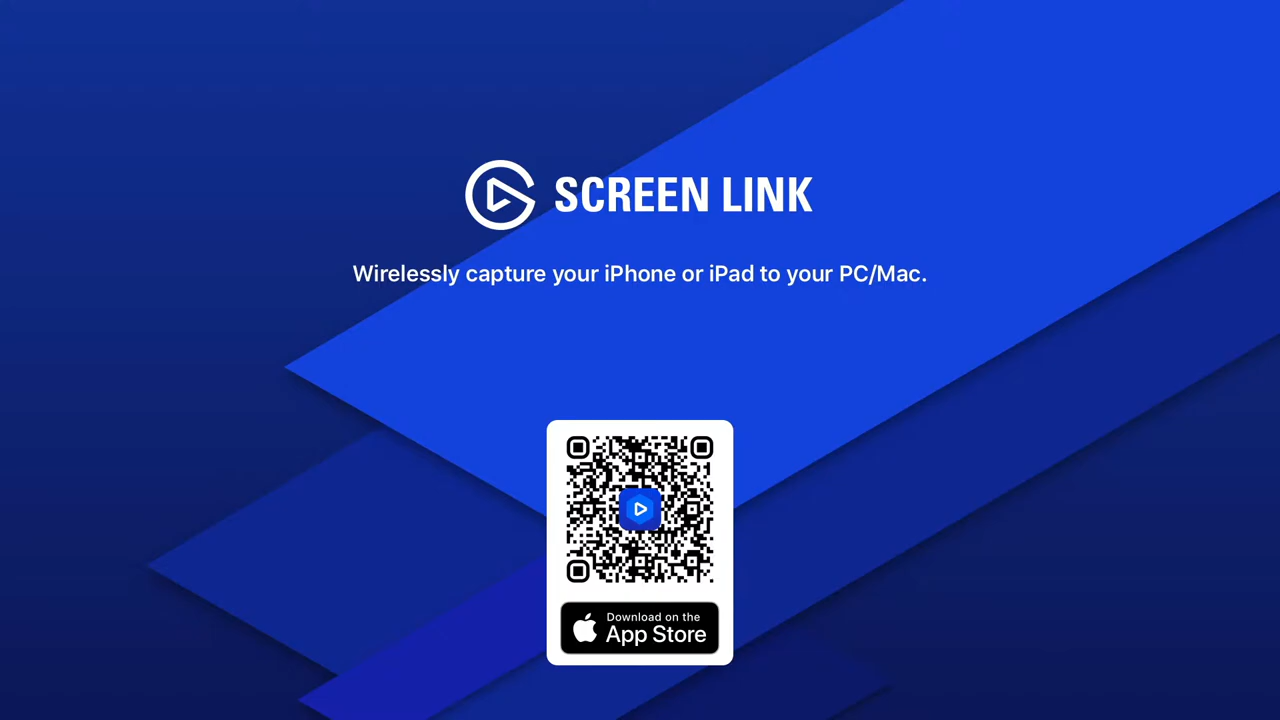 SCREEN LINK
Wirelessly capture your iPhone or iPad to your PC/Mac.
Download on the
App Store